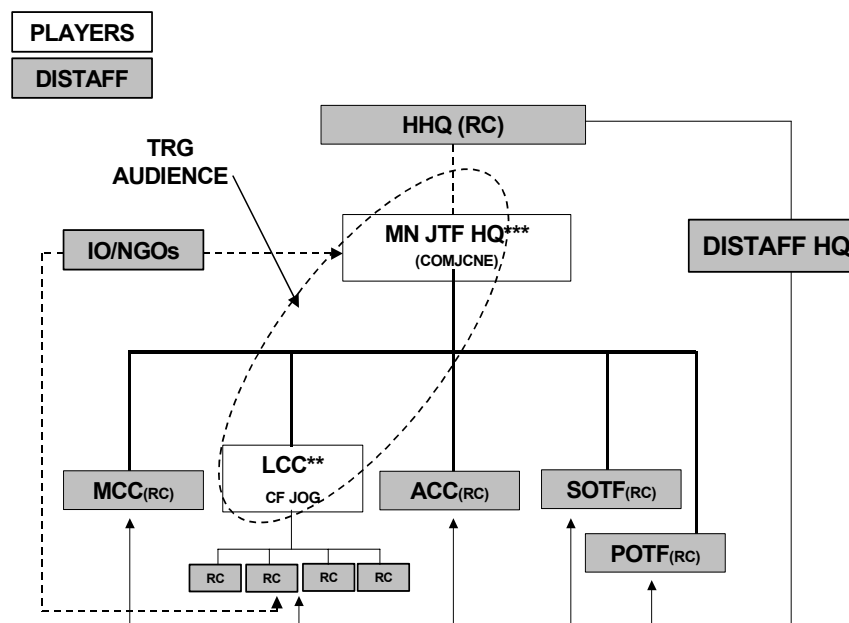 PLAYERS
DISTAFF
HHQ (RC)
TRG
AUDIENCE
MN JTF HQ***
(COMJCNE)
IO/NGOs
DISTAFF HQ
LCC**
CF JOG
MCC(RC)
ACC(RC)
SOTF(RC)
POTF(RC)
RC
RC
RC
RC